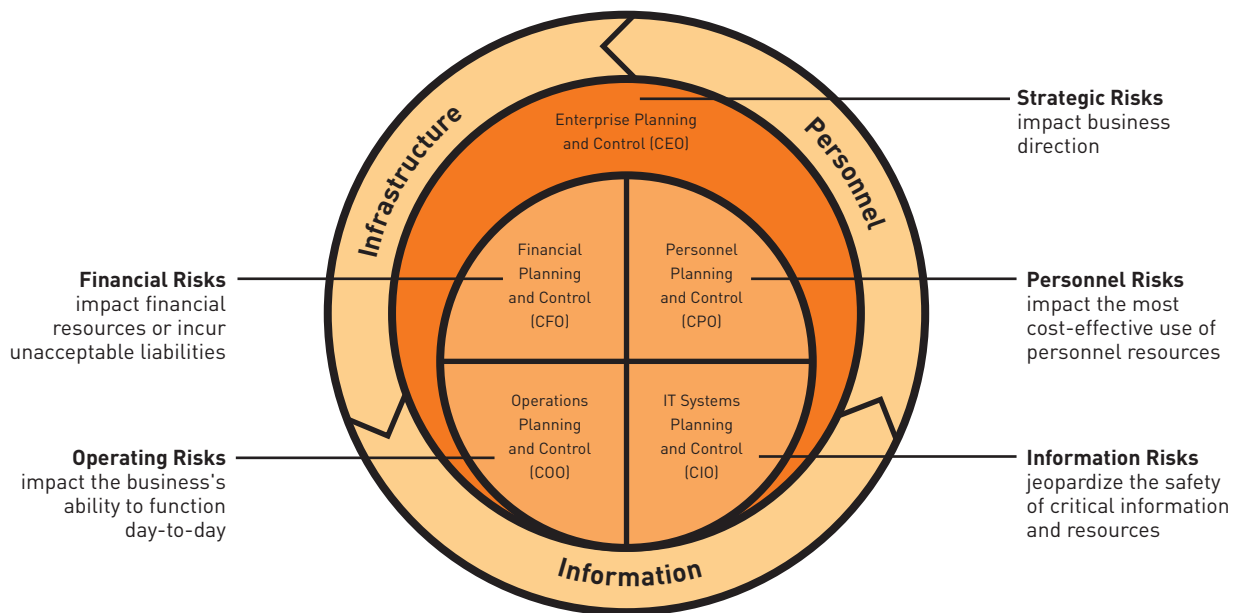 Strategic Risks
impact business
direction
Infrastructure
Personnel
Enterprise Planning
and Control (CEO)
Financial
Planning
and Control
(CFO)
Personnel
Planning
and Control
(CPO)
Financial Risks
impact financial
resources or incur
unacceptable liabilities
Personnel Risks
impact the most
cost-effective use of
personnel resources
Operations
Planning
and Control
(COO)
IT Systems
Planning
and Control
(CIO)
Operating Risks
impact the business's
ability to function
day-to-day
Information Risks
jeopardize the safety
of critical information
and resources
Information